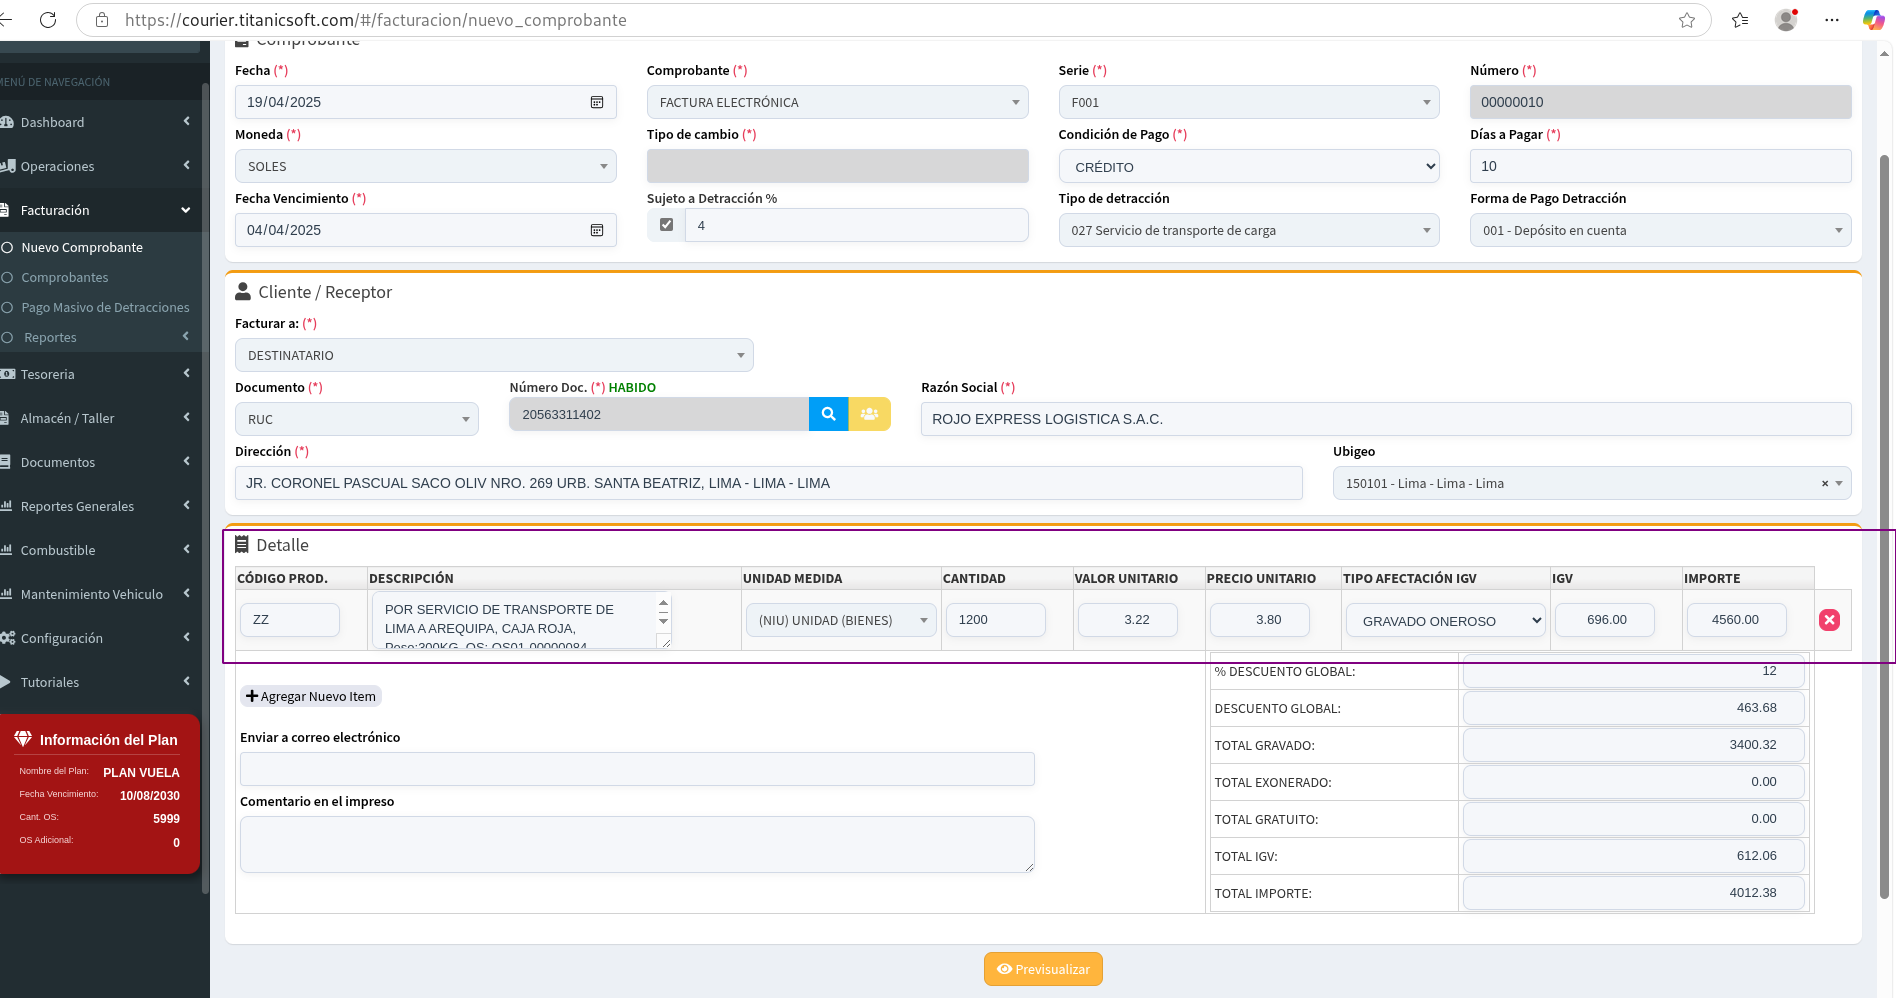 https://courier.titanicsoft.com/#/facturacion/nuevo_comprobante
MENÚ DE NAVEGACIÓN
Dashboard
Operaciones
Facturación
Nuevo Comprobante
Comprobantes
Pago Masivo de Detracciones
Reportes
Tesoreria
Almacén / Taller
Documentos
Reportes Generales
Combustible
Mantenimiento Vehiculo
Configuración
Tutoriales
Información del Plan
Nombre del Plan: PLAN VUELA
Fecha Vencimiento: 10/08/2030
Cant. OS: 5999
OS Adicional: 0
Comprobante
Fecha (*) Comprobante (*) Serie (*) Número (*)
19/04/2025 FACTURA ELECTRÓNICA F001 00000010
Moneda (*) Tipo de cambio (*) Condición de Pago (*) Días a Pagar (*)
SOLES CRÉDITO 10
Fecha Vencimiento (*) Sujeto a Detracción % Tipo de detracción Forma de Pago Detracción
04/04/2025 4 027 Servicio de transporte de carga 001 - Depósito en cuenta
Cliente / Receptor
Facturar a: (*)
DESTINATARIO
Documento (*) Número Doc. (*) HABIDO Razón Social (*)
RUC 20563311402 ROJO EXPRESS LOGISTICA S.A.C.
Dirección (*) Ubigeo
JR. CORONEL PASCUAL SACO OLIV NRO. 269 URB. SANTA BEATRIZ, LIMA - LIMA - LIMA 150101 - Lima - Lima - Lima ×
Detalle
CÓDIGO PROD. DESCRIPCIÓN UNIDAD MEDIDA CANTIDAD VALOR UNITARIO PRECIO UNITARIO TIPO AFECTACIÓN IGV IGV IMPORTE
ZZ POR SERVICIO DE TRANSPORTE DE (NIU) UNIDAD (BIENES) 1200 3.22 3.80 GRAVADO ONEROSO 696.00 4560.00
LIMA A AREQUIPA, CAJA ROJA,
Peso:300KG, OS: OS01-00000084
% DESCUENTO GLOBAL: 12
Agregar Nuevo Item
DESCUENTO GLOBAL: 463.68
Enviar a correo electrónico
TOTAL GRAVADO: 3400.32
TOTAL EXONERADO: 0.00
Comentario en el impreso
TOTAL GRATUITO: 0.00
TOTAL IGV: 612.06
TOTAL IMPORTE: 4012.38
Previsualizar